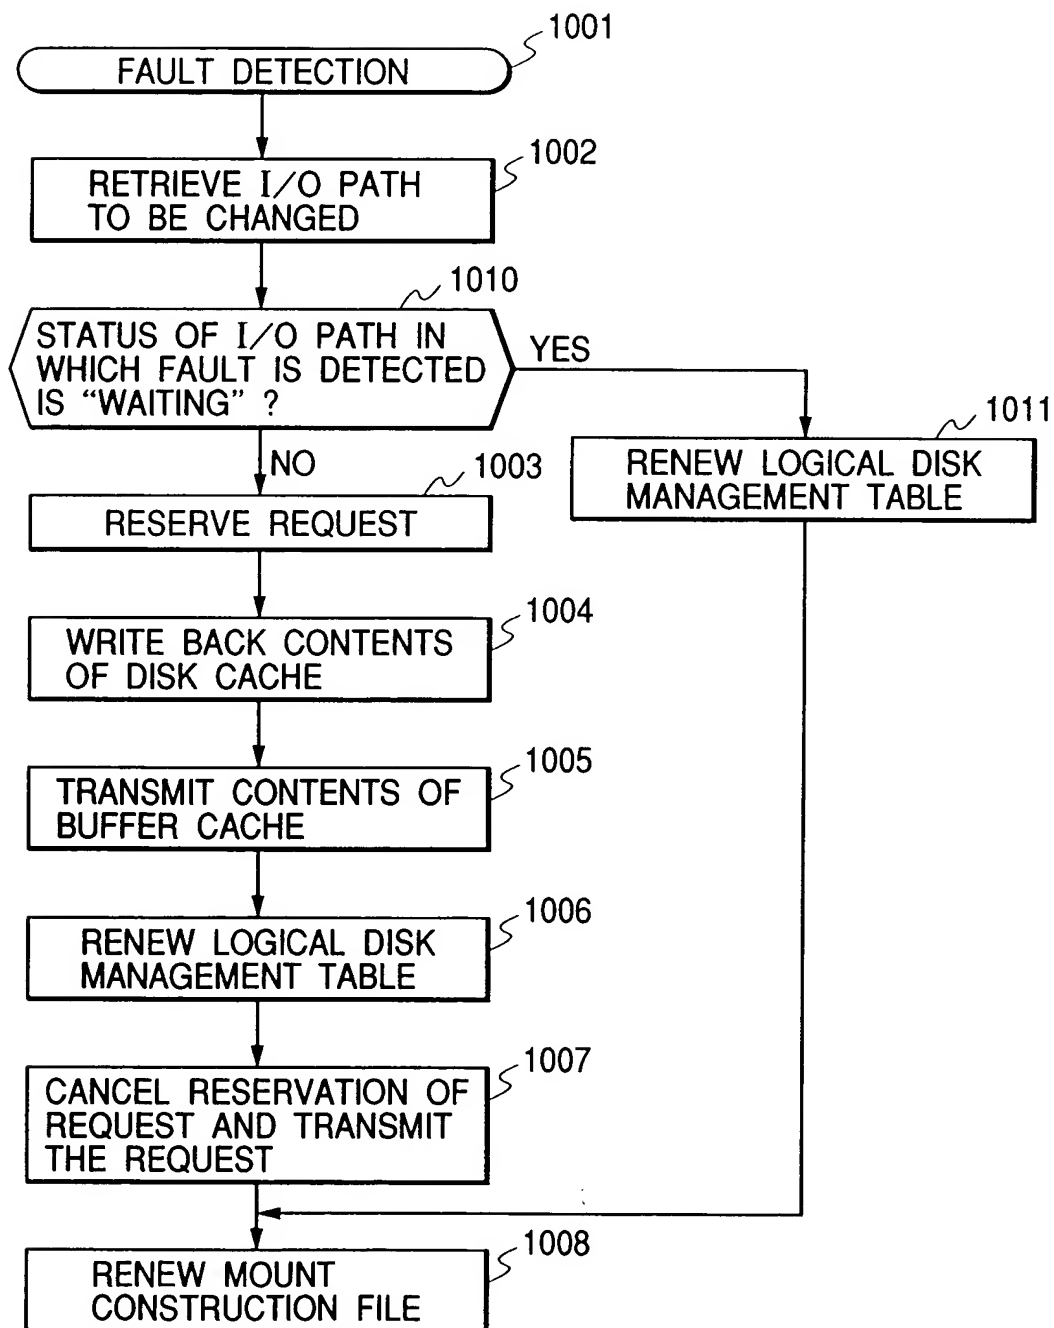 1001
FAULT DETECTION
1002
RETRIEVE I/O PATH
TO BE CHANGED
1010
STATUS OF I/O PATH IN
WHICH FAULT IS DETECTED
IS “WAITING” ?
YES
1011
RENEW LOGICAL DISK
MANAGEMENT TABLE
NO
1003
RESERVE REQUEST
1004
WRITE BACK CONTENTS
OF DISK CACHE
1005
TRANSMIT CONTENTS OF
BUFFER CACHE
1006
RENEW LOGICAL DISK
MANAGEMENT TABLE
1007
CANCEL RESERVATION OF
REQUEST AND TRANSMIT
THE REQUEST
1008
RENEW MOUNT
CONSTRUCTION FILE